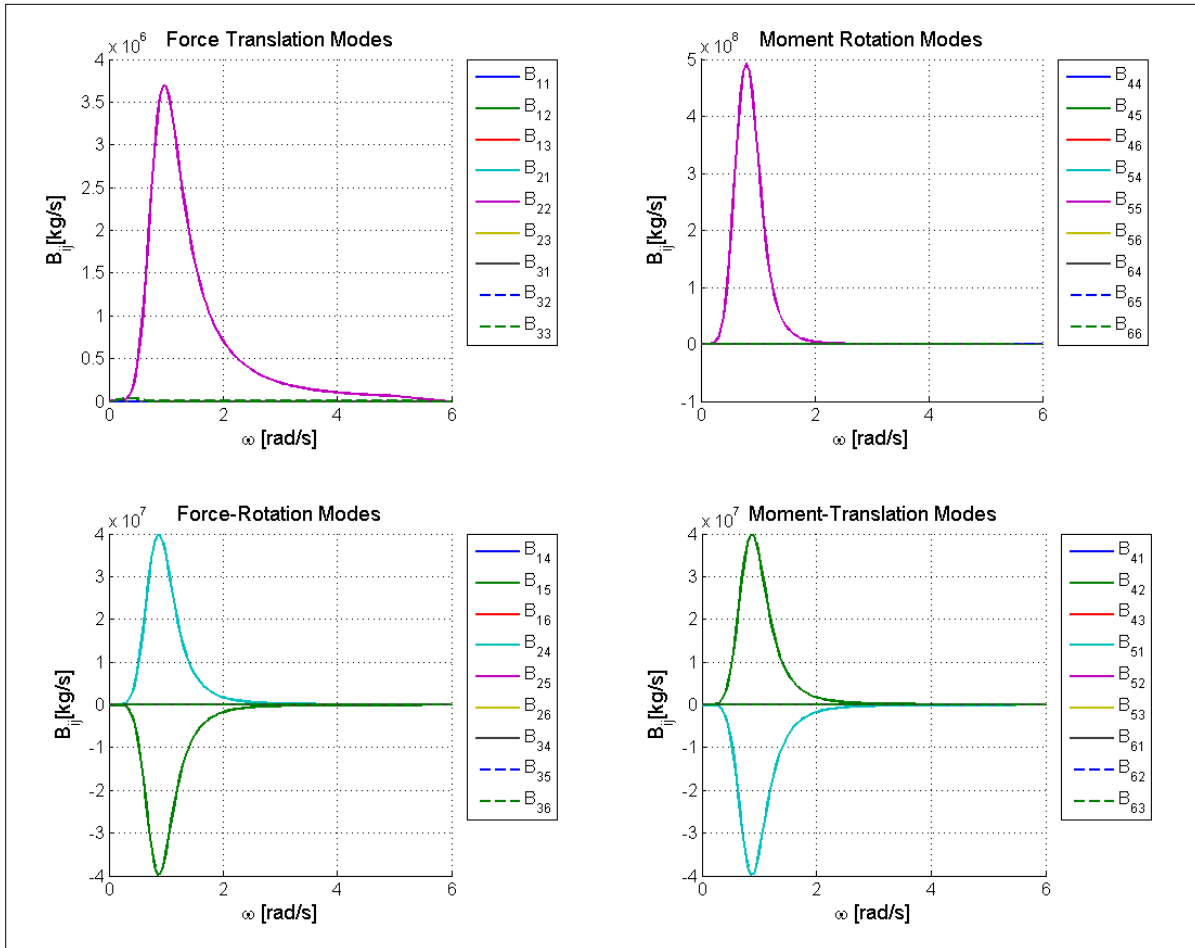 Force Translation Modes
x 10^6
4
3.5
3
2.5
2
1.5
1
0.5
0
B_ij[kg/s]
0 2 4 6
ω [rad/s]
B_11
B_12
B_13
B_21
B_22
B_23
B_31
B_32
B_33
Moment Rotation Modes
x 10^8
5
4
3
2
1
0
-1
B_ij[kg/s]
0 2 4 6
ω [rad/s]
B_44
B_45
B_46
B_54
B_55
B_56
B_64
B_65
B_66
Force-Rotation Modes
x 10^7
4
3
2
1
0
-1
-2
-3
-4
B_ij[kg/s]
0 2 4 6
ω [rad/s]
B_14
B_15
B_16
B_24
B_25
B_26
B_34
B_35
B_36
Moment-Translation Modes
x 10^7
4
3
2
1
0
-1
-2
-3
-4
B_ij[kg/s]
0 2 4 6
ω [rad/s]
B_41
B_42
B_43
B_51
B_52
B_53
B_61
B_62
B_63